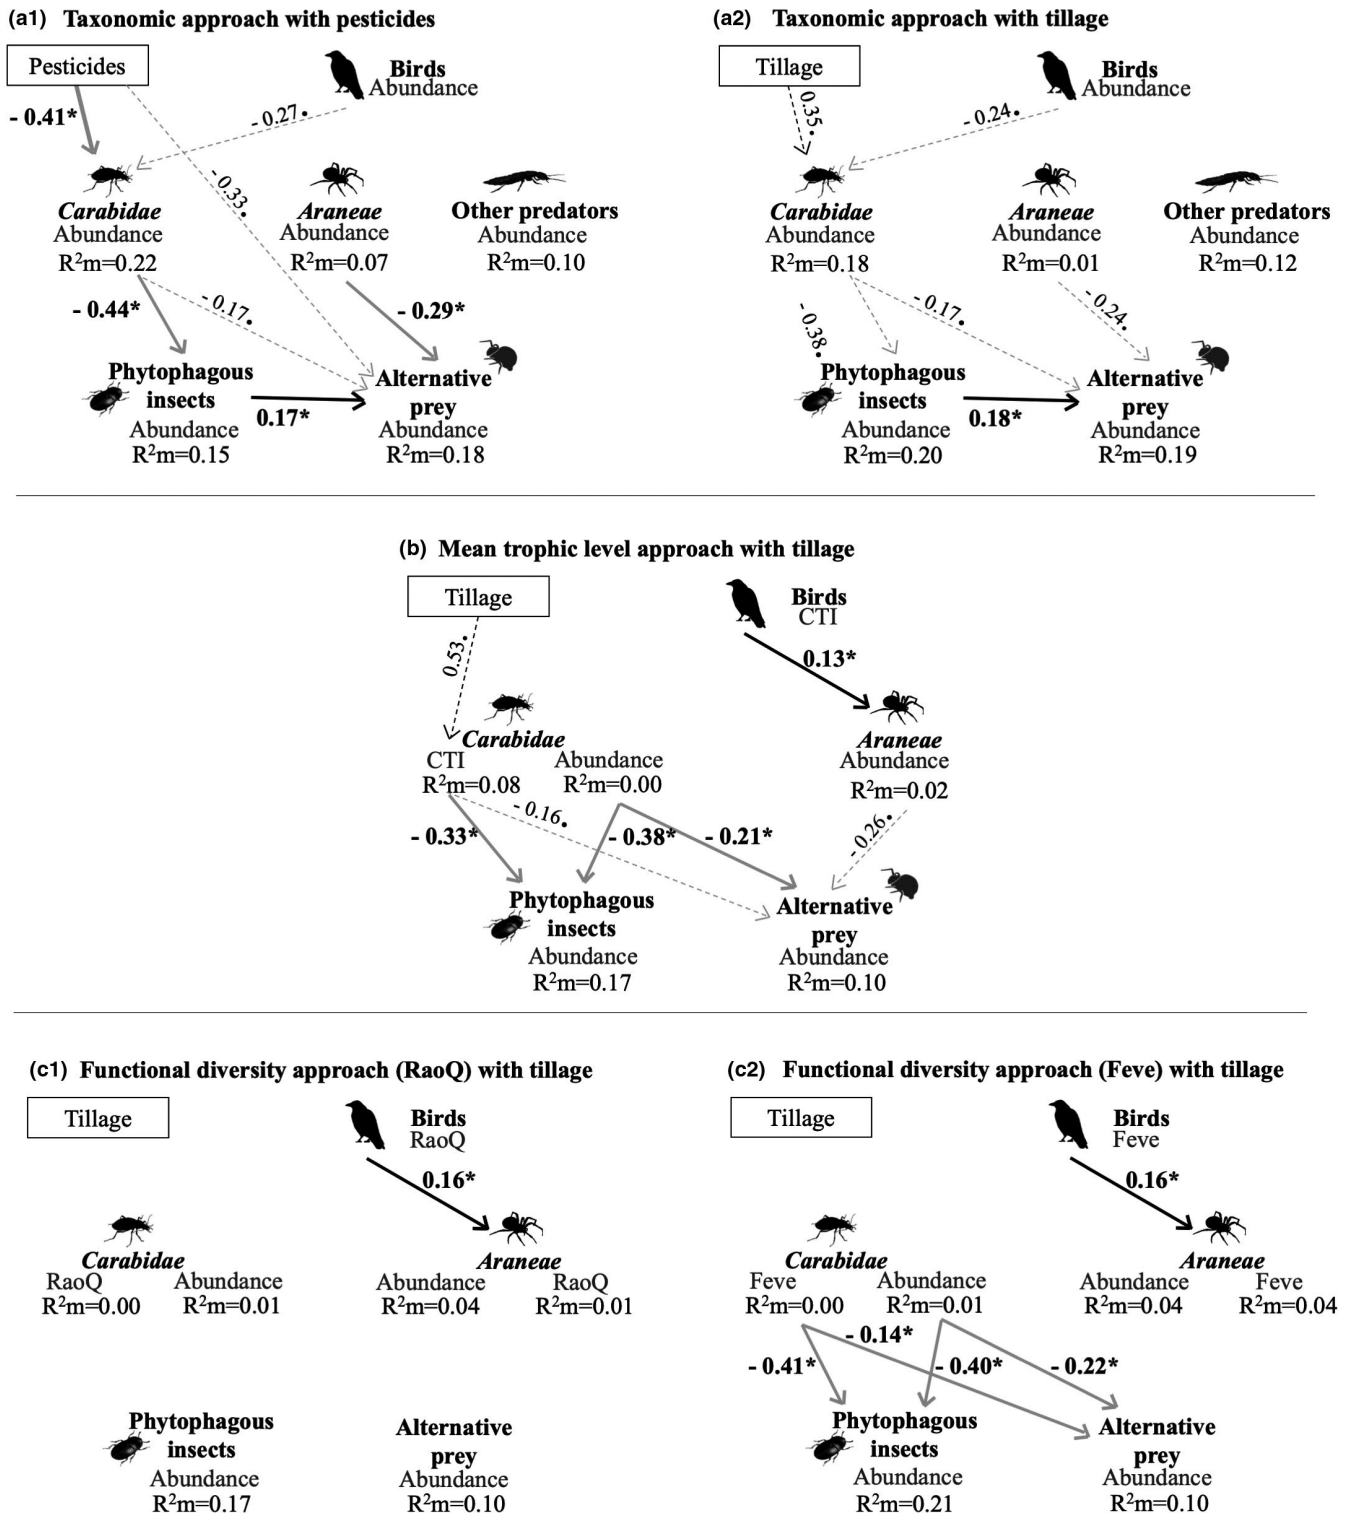 (a1) Taxonomic approach with pesticides
Pesticides
Birds
Abundance
- 0.41*
- 0.27.
- 0.33.
Carabidae
Abundance
R²m=0.22
Araneae
Abundance
R²m=0.07
Other predators
Abundance
R²m=0.10
- 0.44*
- 0.17.
- 0.29*
Phytophagous
insects
Abundance
R²m=0.15
0.17*
Alternative
prey
Abundance
R²m=0.18
(a2) Taxonomic approach with tillage
Tillage
Birds
Abundance
0.35.
- 0.24.
Carabidae
Abundance
R²m=0.18
Araneae
Abundance
R²m=0.01
Other predators
Abundance
R²m=0.12
- 0.38.
- 0.17.
- 0.24.
Phytophagous
insects
Abundance
R²m=0.20
0.18*
Alternative
prey
Abundance
R²m=0.19
(b) Mean trophic level approach with tillage
Tillage
Birds
CTI
0.53.
0.13*
Carabidae
CTI
R²m=0.08
Abundance
R²m=0.00
Araneae
Abundance
R²m=0.02
- 0.33*
- 0.16.
- 0.38*
- 0.21*
- 0.26.
Phytophagous
insects
Abundance
R²m=0.17
Alternative
prey
Abundance
R²m=0.10
(c1) Functional diversity approach (RaoQ) with tillage
Tillage
Birds
RaoQ
0.16*
Carabidae
RaoQ
R²m=0.00
Abundance
R²m=0.01
Araneae
Abundance
R²m=0.04
RaoQ
R²m=0.01
Phytophagous
insects
Abundance
R²m=0.17
Alternative
prey
Abundance
R²m=0.10
(c2) Functional diversity approach (Feve) with tillage
Tillage
Birds
Feve
0.16*
Carabidae
Feve
R²m=0.00
Abundance
R²m=0.01
Araneae
Abundance
R²m=0.04
Feve
R²m=0.04
- 0.14*
- 0.41*
- 0.40*
- 0.22*
Phytophagous
insects
Abundance
R²m=0.21
Alternative
prey
Abundance
R²m=0.10